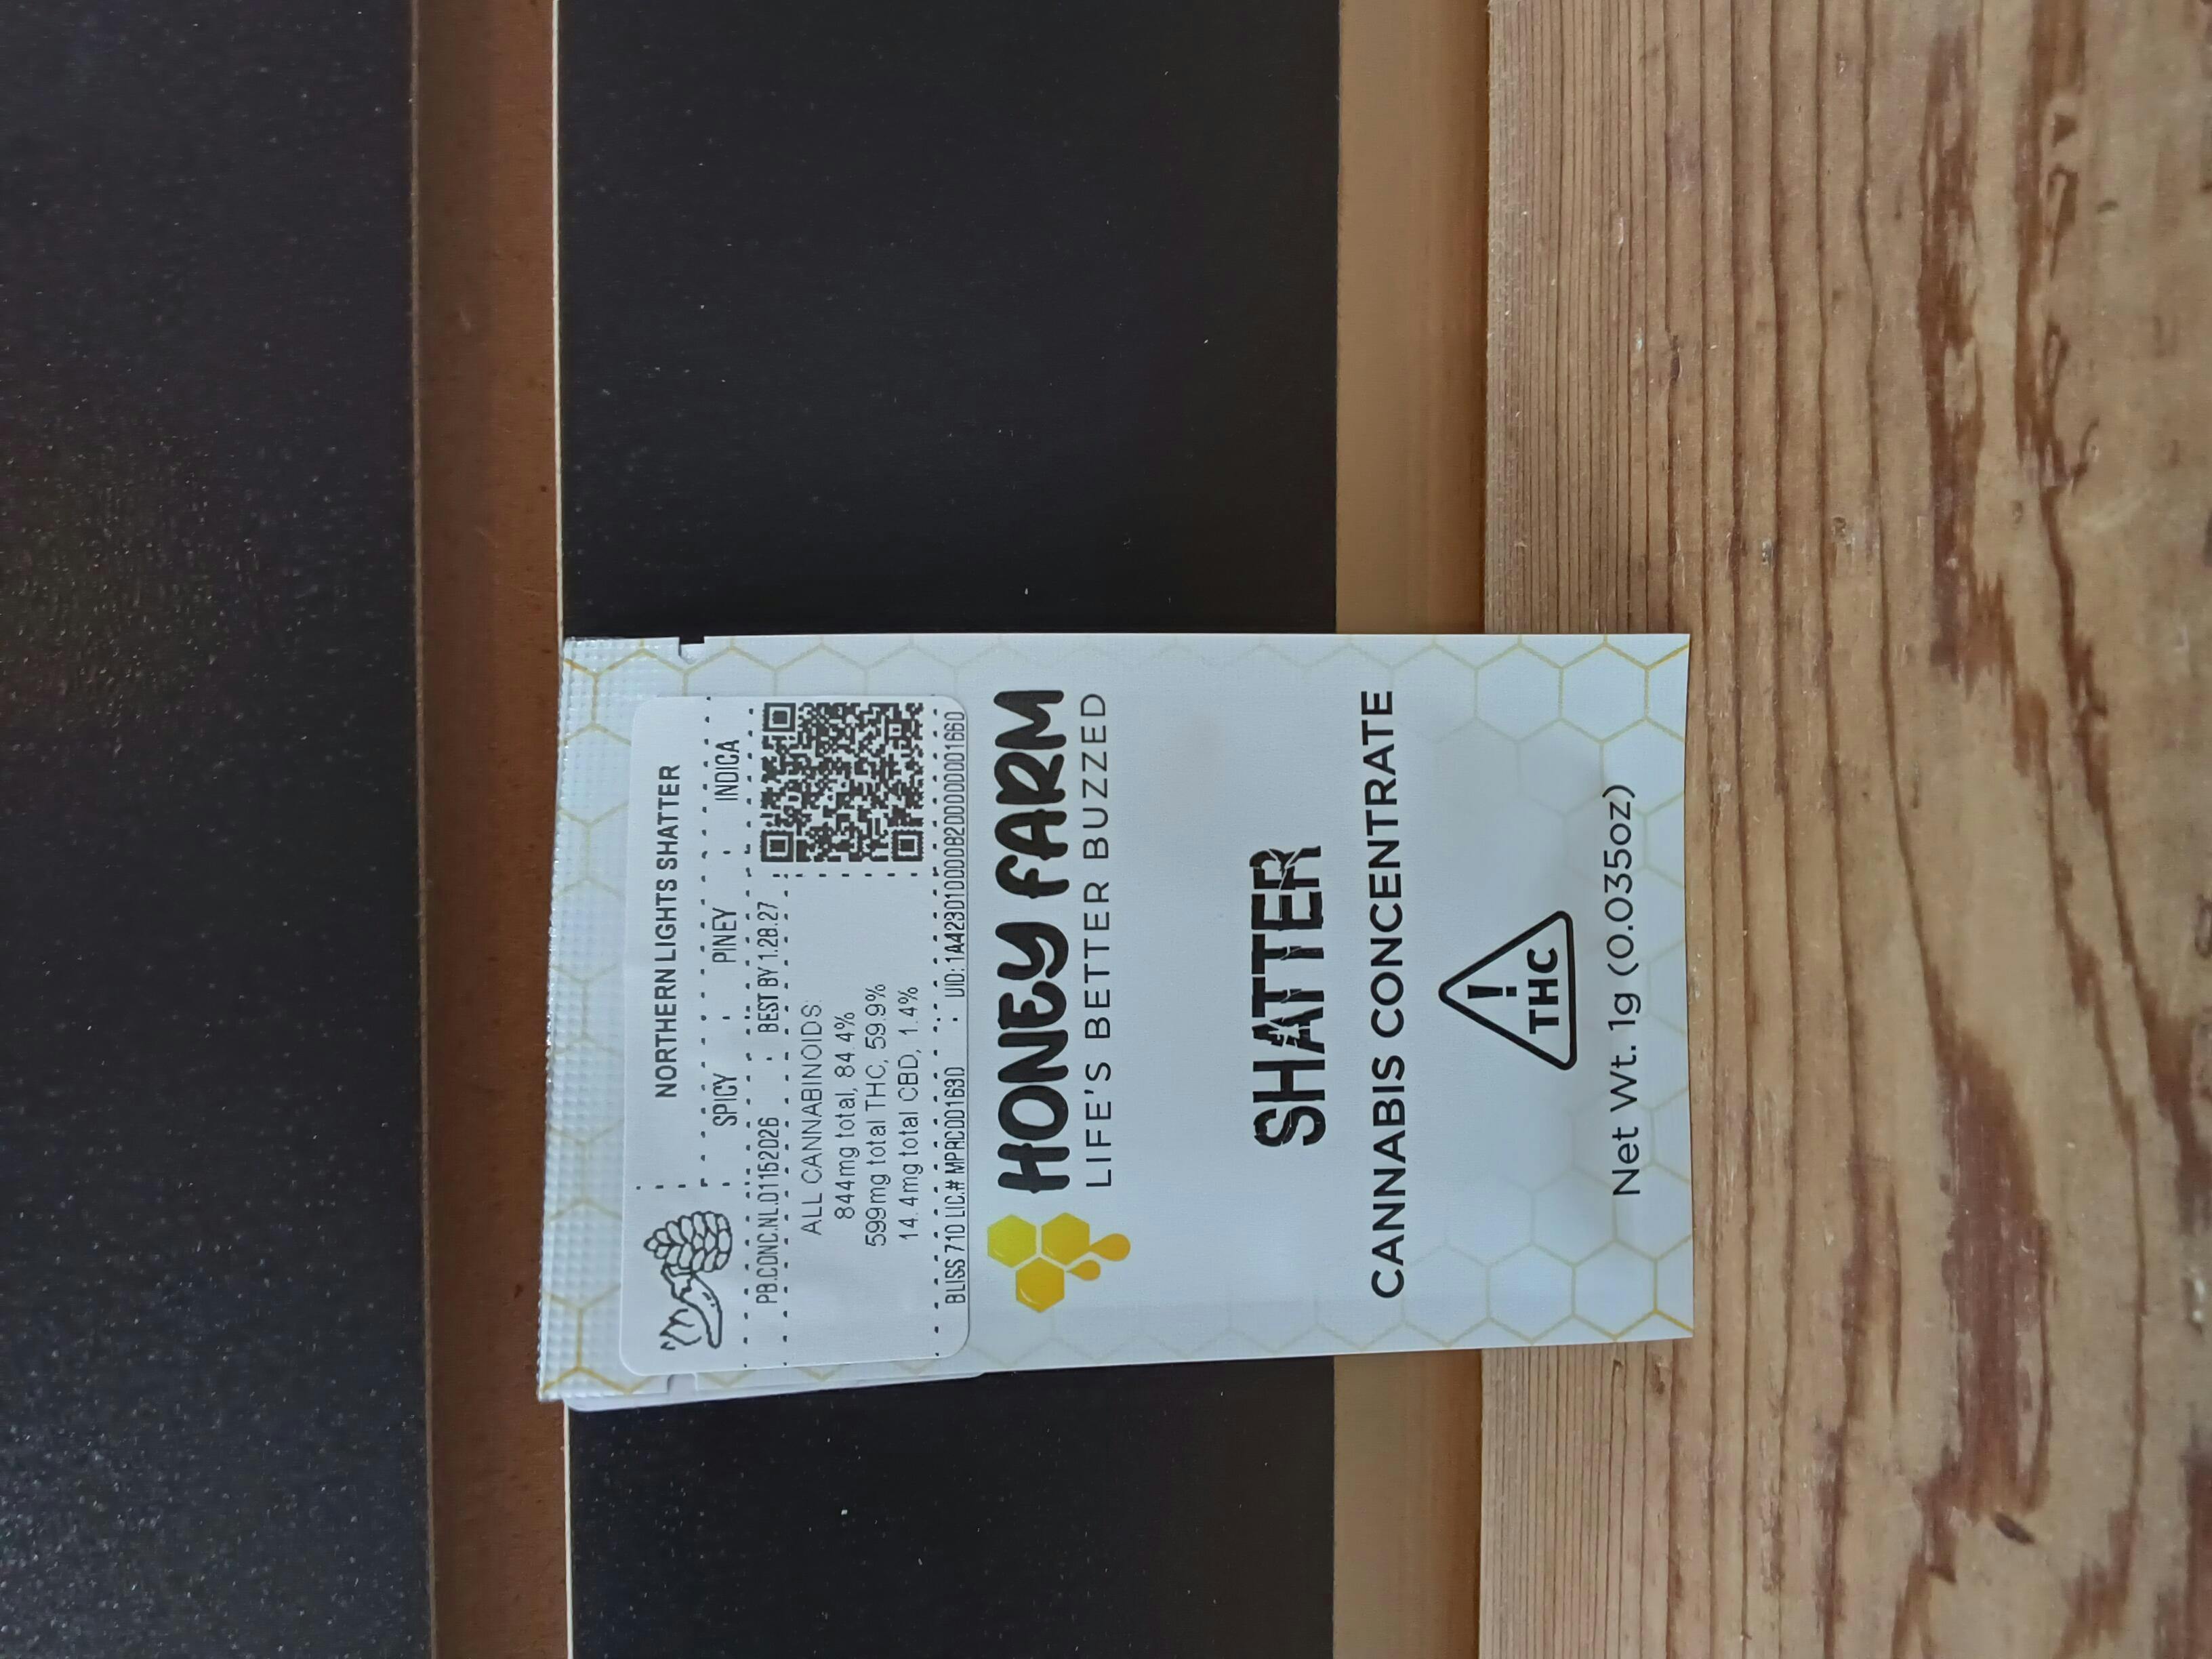 NORTHERN LIGHTS SHATTER
SPICY PINEY INDICA
PB.CONC.NL.01152026 BEST BY 1.28.27
ALL CANNABINOIDS:
844mg total, 84.4%
599mg total THC, 59.9%
14.4mg total CBD, 1.4%
BLISS 710 LIC.# MPRC001630 UID: 1A42301000DB2D000001660
HONEY FARM
LIFE'S BETTER BUZZED
SHATTER
CANNABIS CONCENTRATE
!
THC
Net Wt. 1g (0.035oz)